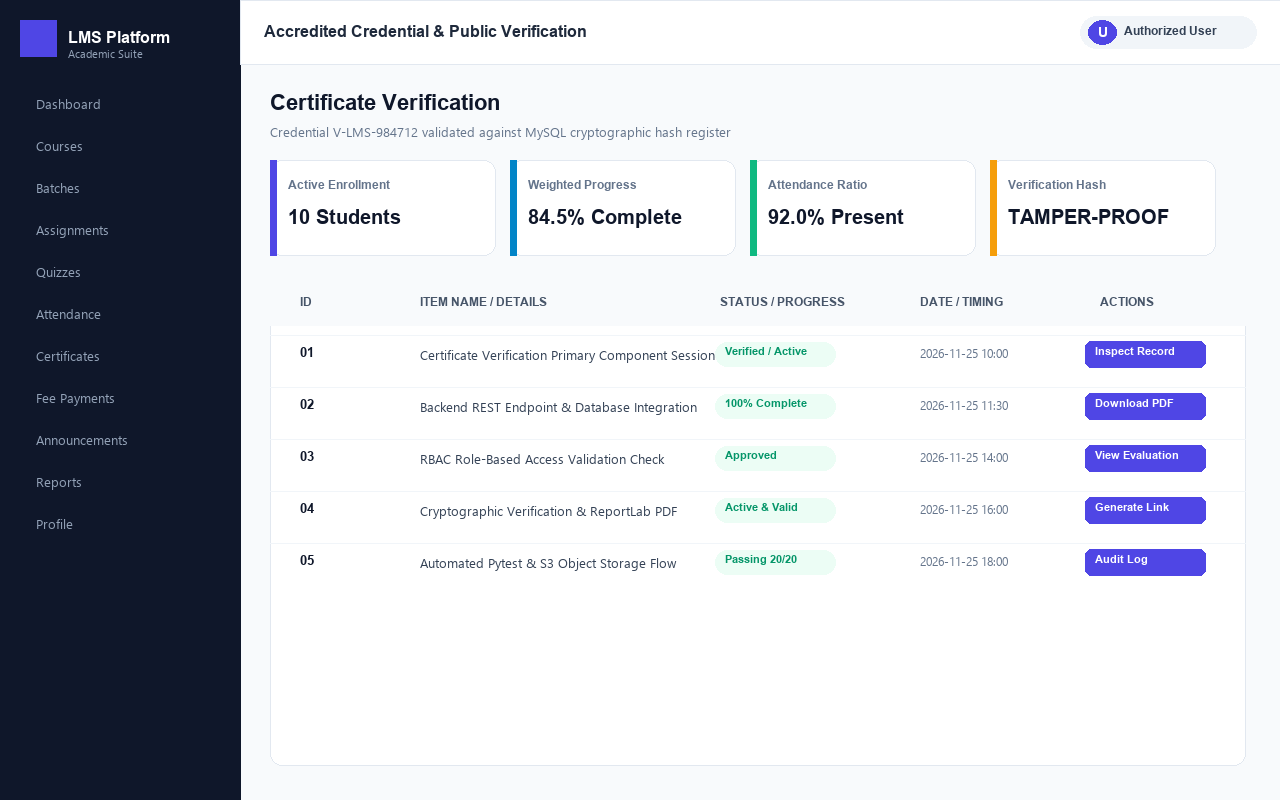 LMS Platform
Academic Suite
Dashboard
Courses
Batches
Assignments
Quizzes
Attendance
Certificates
Fee Payments
Announcements
Reports
Profile
Accredited Credential & Public Verification
U Authorized User
Certificate Verification
Credential V-LMS-984712 validated against MySQL cryptographic hash register
Active Enrollment
10 Students
Weighted Progress
84.5% Complete
Attendance Ratio
92.0% Present
Verification Hash
TAMPER-PROOF
ID ITEM NAME / DETAILS STATUS / PROGRESS DATE / TIMING ACTIONS
01 Certificate Verification Primary Component Session Verified / Active 2026-11-25 10:00 Inspect Record
02 Backend REST Endpoint & Database Integration 100% Complete 2026-11-25 11:30 Download PDF
03 RBAC Role-Based Access Validation Check Approved 2026-11-25 14:00 View Evaluation
04 Cryptographic Verification & ReportLab PDF Active & Valid 2026-11-25 16:00 Generate Link
05 Automated Pytest & S3 Object Storage Flow Passing 20/20 2026-11-25 18:00 Audit Log